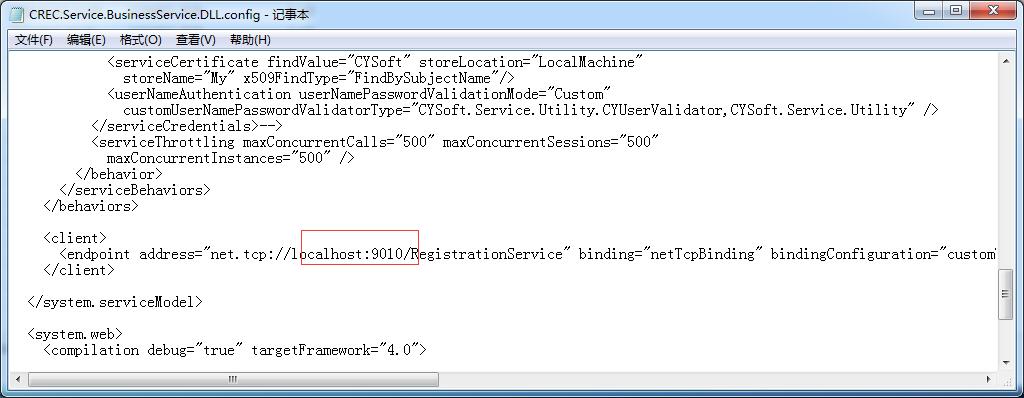 CREC.Service.BusinessService.DLL.config - 记事本
文件(F) 编辑(E) 格式(O) 查看(V) 帮助(H)
<serviceCertificate findValue="CYSoft" storeLocation="LocalMachine"
storeName="My" x509FindType="FindBySubjectName"/>
<userNameAuthentication userNamePasswordValidationMode="Custom"
customUserNamePasswordValidatorType="CYSoft.Service.Utility.CYUserValidator,CYSoft.Service.Utility" />
</serviceCredentials>-->
<serviceThrottling maxConcurrentCalls="500" maxConcurrentSessions="500"
maxConcurrentInstances="500" />
</behavior>
</serviceBehaviors>
</behaviors>
<client>
<endpoint address="net.tcp://localhost:9010/RegistrationService" binding="netTcpBinding" bindingConfiguration="custom
</client>
</system.serviceModel>
<system.web>
<compilation debug="true" targetFramework="4.0">